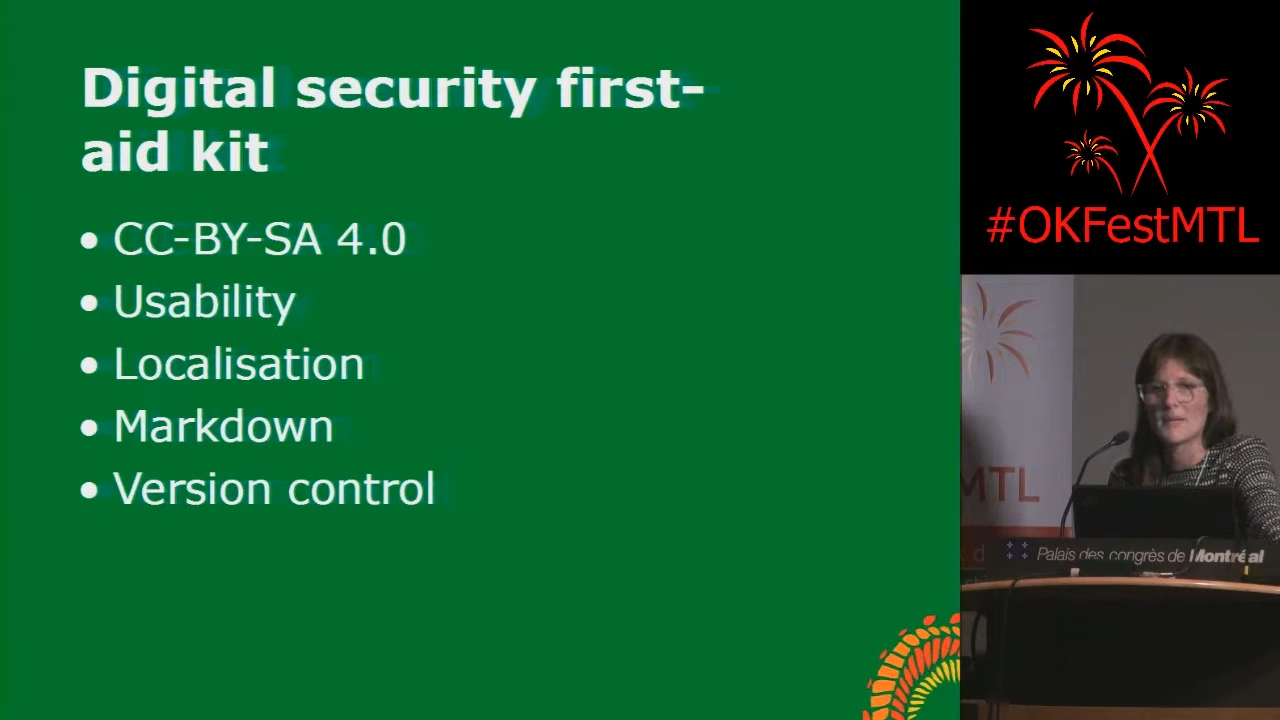 Digital security first-
aid kit
• CC-BY-SA 4.0
• Usability
• Localisation
• Markdown
• Version control
#OKFestMTL
MTL
Palais des congrès de Montréal